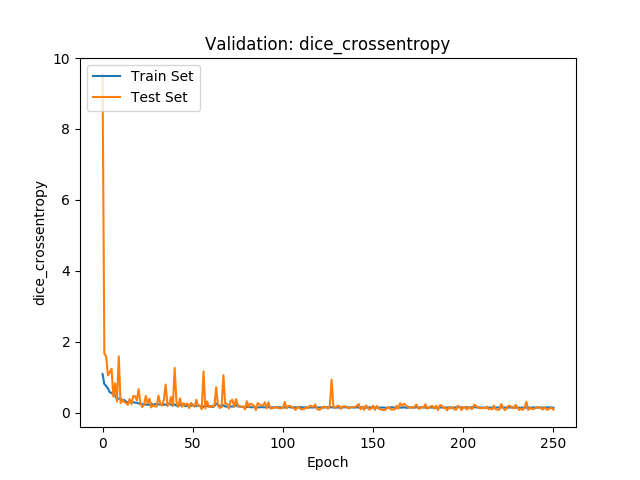 Validation: dice_crossentropy
Train Set
Test Set
dice_crossentropy
10
8
6
4
2
0
0 50 100 150 200 250
Epoch